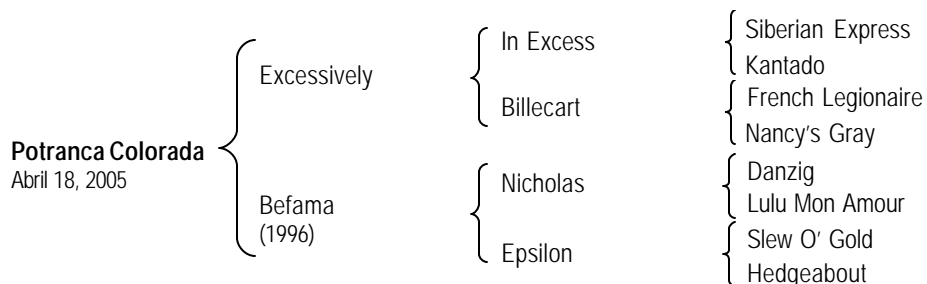 Potranca Colorada
Abril 18, 2005
Excessively
Befama
(1996)
In Excess
Billecart
Nicholas
Epsilon
Siberian Express
Kantado
French Legionaire
Nancy's Gray
Danzig
Lulu Mon Amour
Slew O' Gold
Hedgeabout